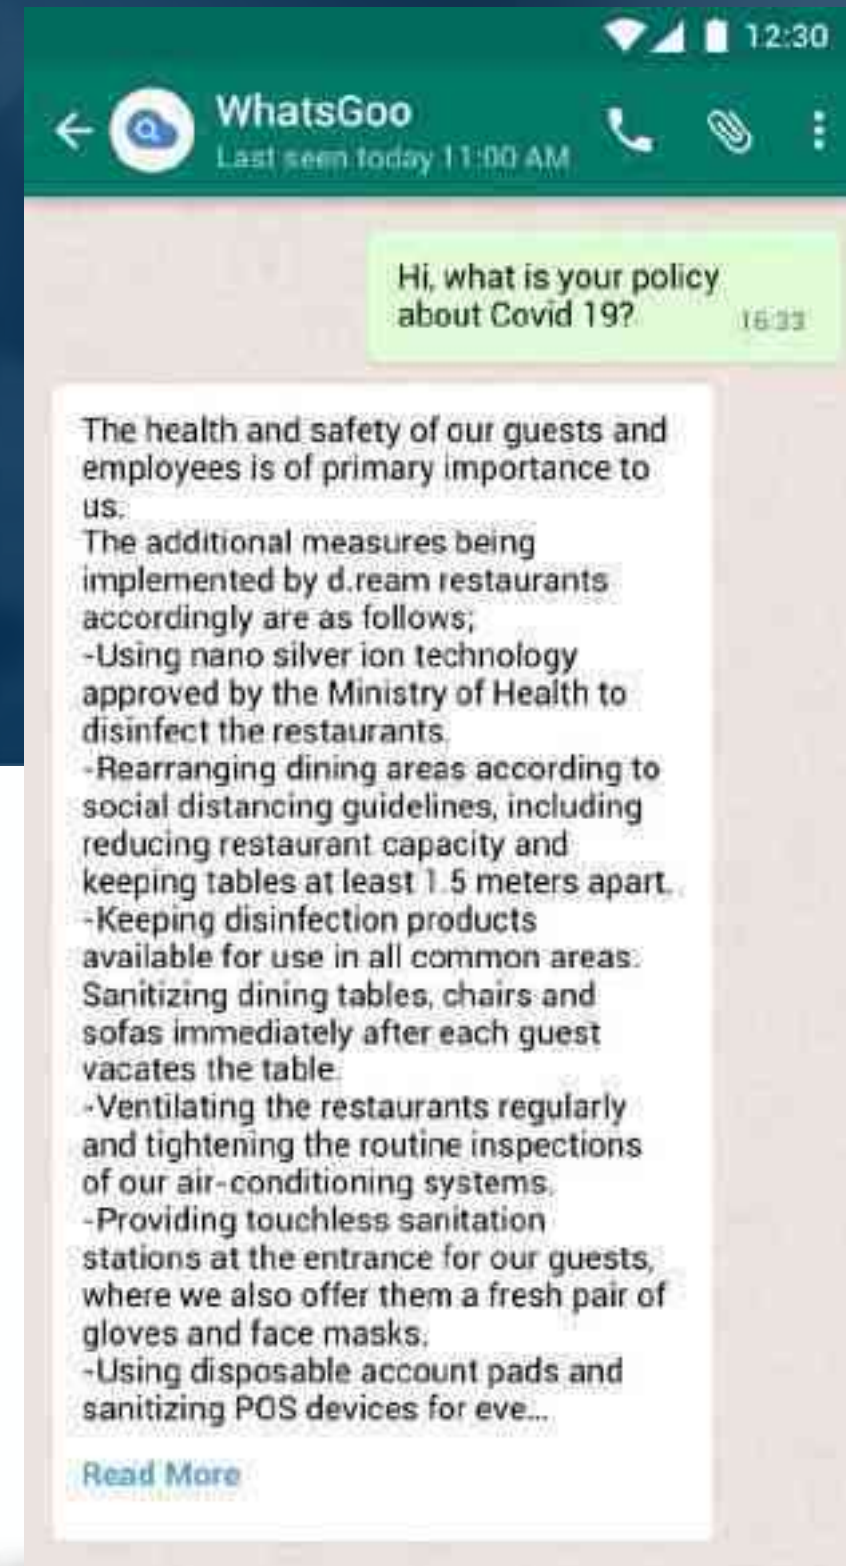 12:30
WhatsGoo
Last seen today 11:00 AM
Hi, what is your policy
about Covid 19?
16:33
The health and safety of our guests and
employees is of primary importance to
us.
The additional measures being
implemented by d.ream restaurants
accordingly are as follows;
-Using nano silver ion technology
approved by the Ministry of Health to
disinfect the restaurants.
-Rearranging dining areas according to
social distancing guidelines, including
reducing restaurant capacity and
keeping tables at least 1.5 meters apart.
-Keeping disinfection products
available for use in all common areas.
Sanitizing dining tables, chairs and
sofas immediately after each guest
vacates the table.
-Ventilating the restaurants regularly
and tightening the routine inspections
of our air-conditioning systems.
-Providing touchless sanitation
stations at the entrance for our guests,
where we also offer them a fresh pair of
gloves and face masks.
-Using disposable account pads and
sanitizing POS devices for eve...
Read More